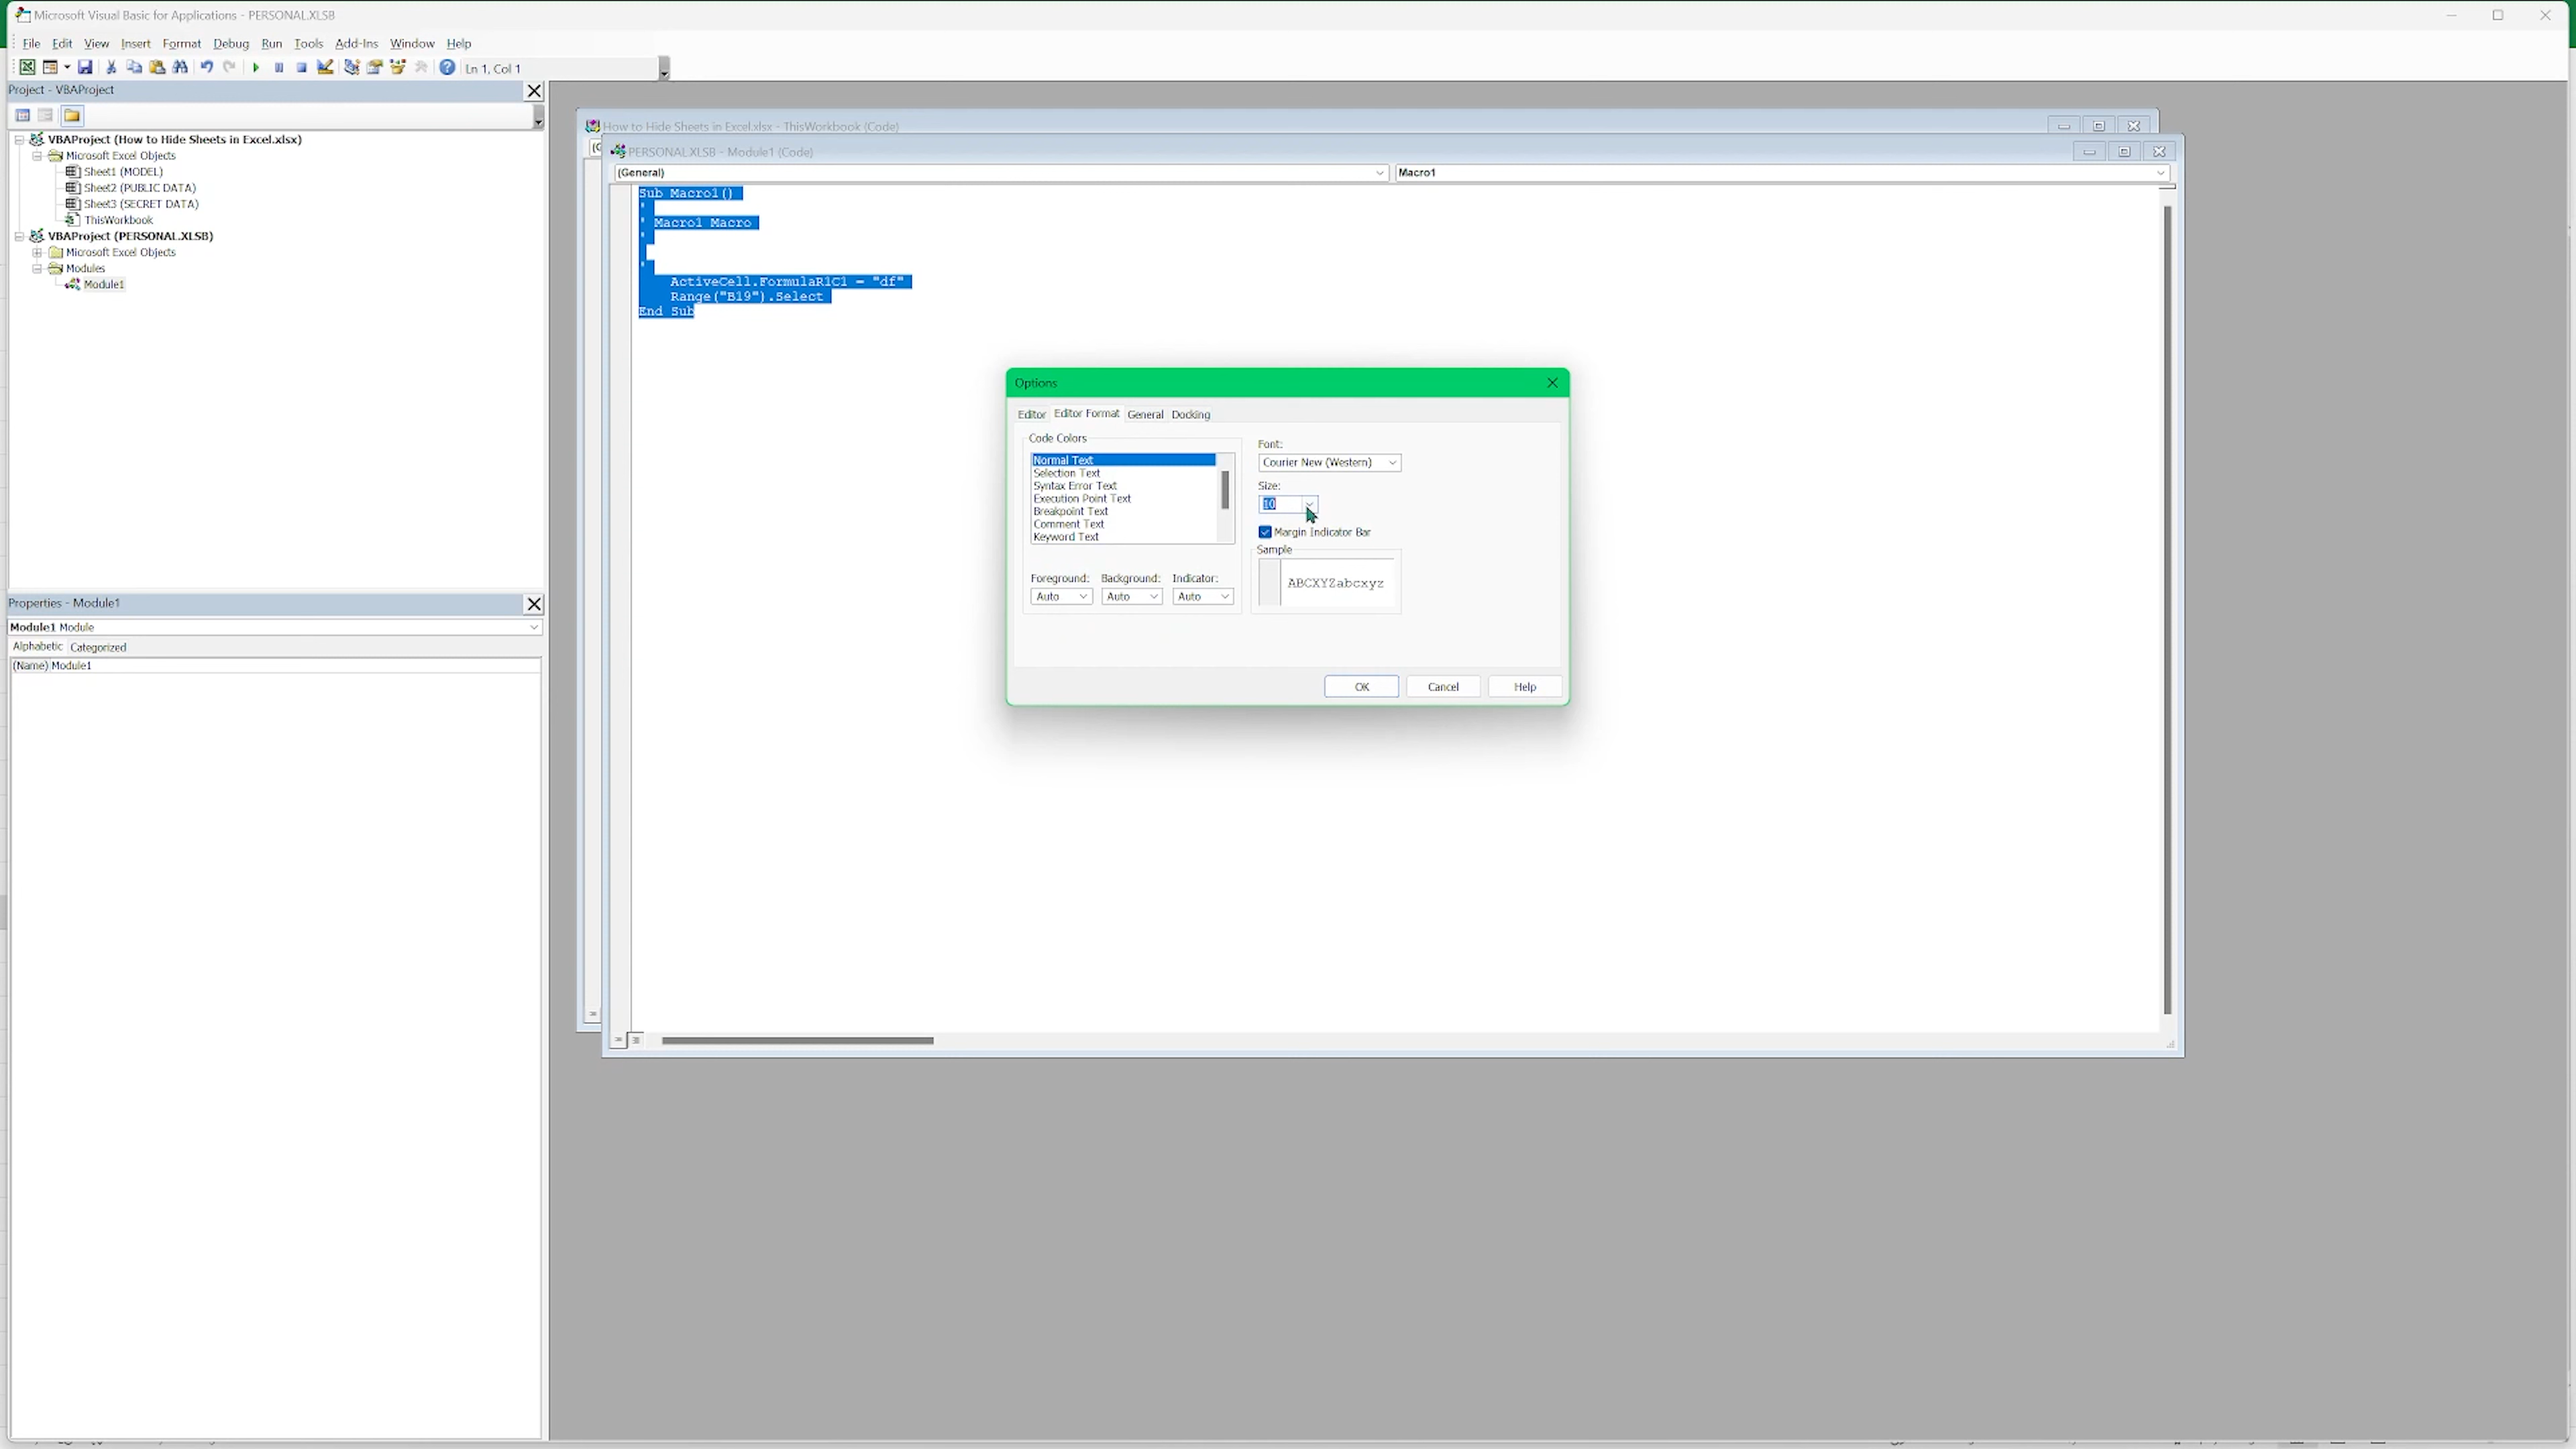 Microsoft Visual Basic for Applications - PERSONAL.XLSB
File Edit View Insert Format Debug Run Tools Add-Ins Window Help
Ln 1, Col 1
Project - VBAProject
VBAProject (How to Hide Sheets in Excel.xlsx)
Microsoft Excel Objects
Sheet1 (MODEL)
Sheet2 (PUBLIC DATA)
Sheet3 (SECRET DATA)
ThisWorkbook
VBAProject (PERSONAL.XLSB)
Microsoft Excel Objects
Modules
Module1
Properties - Module1
Module1 Module
Alphabetic Categorized
(Name) Module1
How to Hide Sheets in Excel.xlsx - ThisWorkbook (Code)
PERSONAL.XLSB - Module1 (Code)
(General) Macro1
Sub Macro1()
'
' Macro1 Macro
'

'
    ActiveCell.FormulaR1C1 = "df"
    Range("B19").Select
End Sub
Options
Editor Editor Format General Docking
Code Colors
Normal Text
Selection Text
Syntax Error Text
Execution Point Text
Breakpoint Text
Comment Text
Keyword Text
Foreground: Background: Indicator:
Auto Auto Auto
Font:
Courier New (Western)
Size:
10
Margin Indicator Bar
Sample
ABCXYZabcxyz
OK Cancel Help